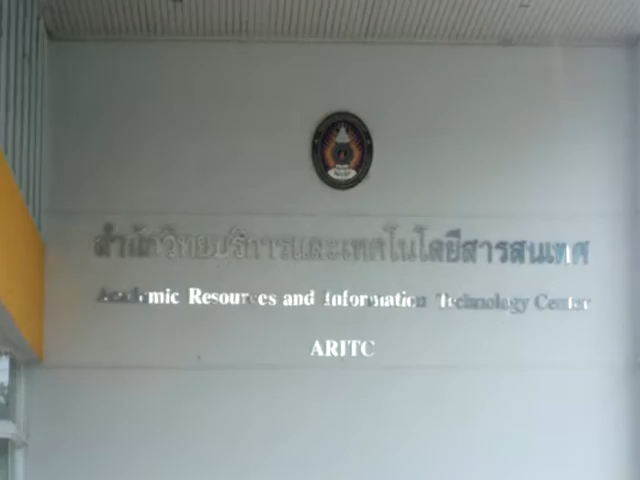 สำนักวิทยบริการและเทคโนโลยีสารสนเทศ
Academic Resources and Information Technology Center
ARITC